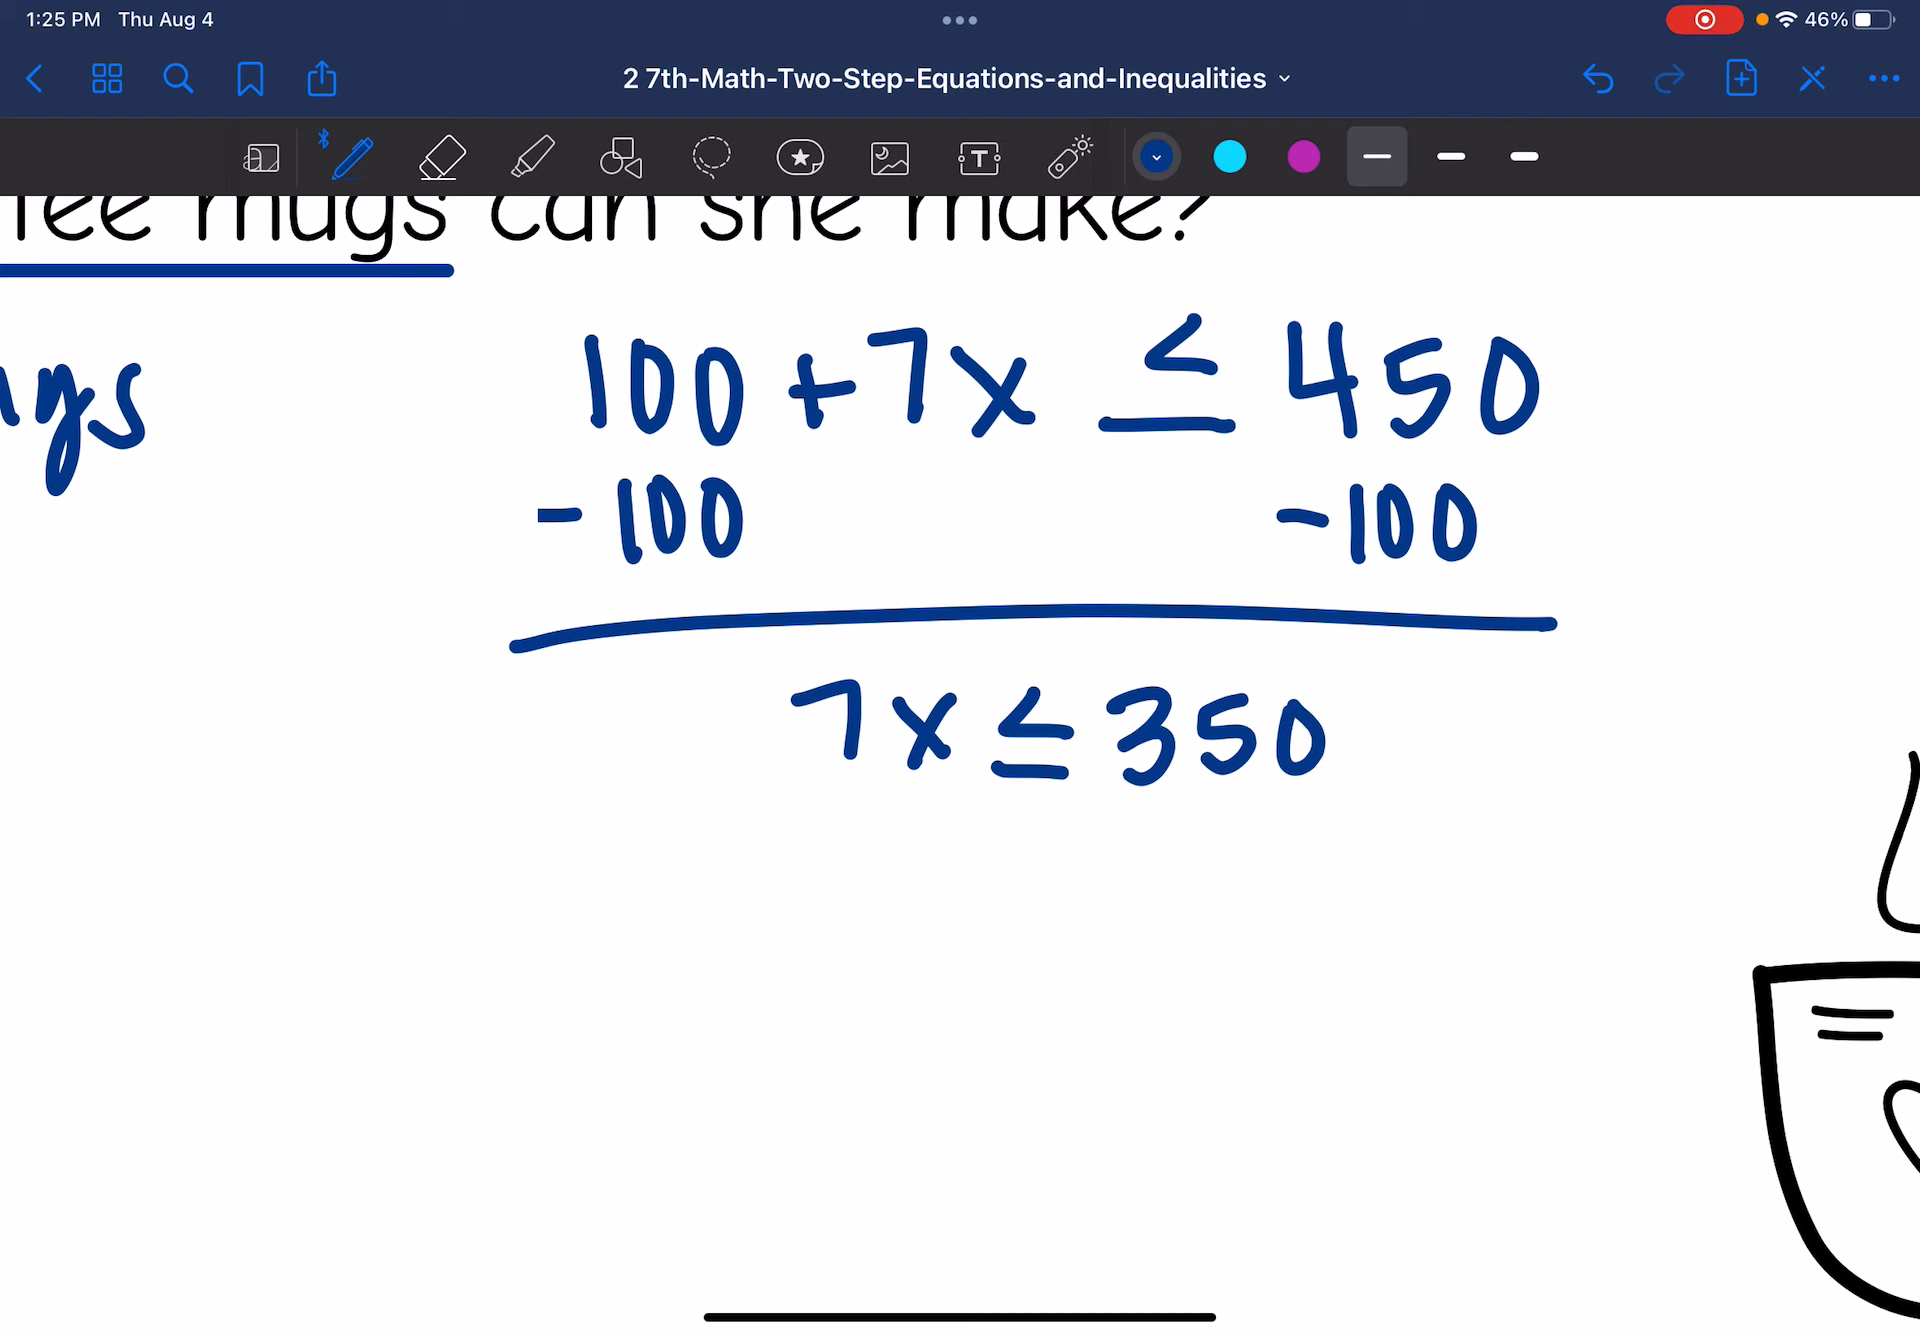 1:25 PM Thu Aug 4 46%
2 7th-Math-Two-Step-Equations-and-Inequalities
mugs can she make?
100 + 7x ≤ 450
- 100 - 100
7x ≤ 350